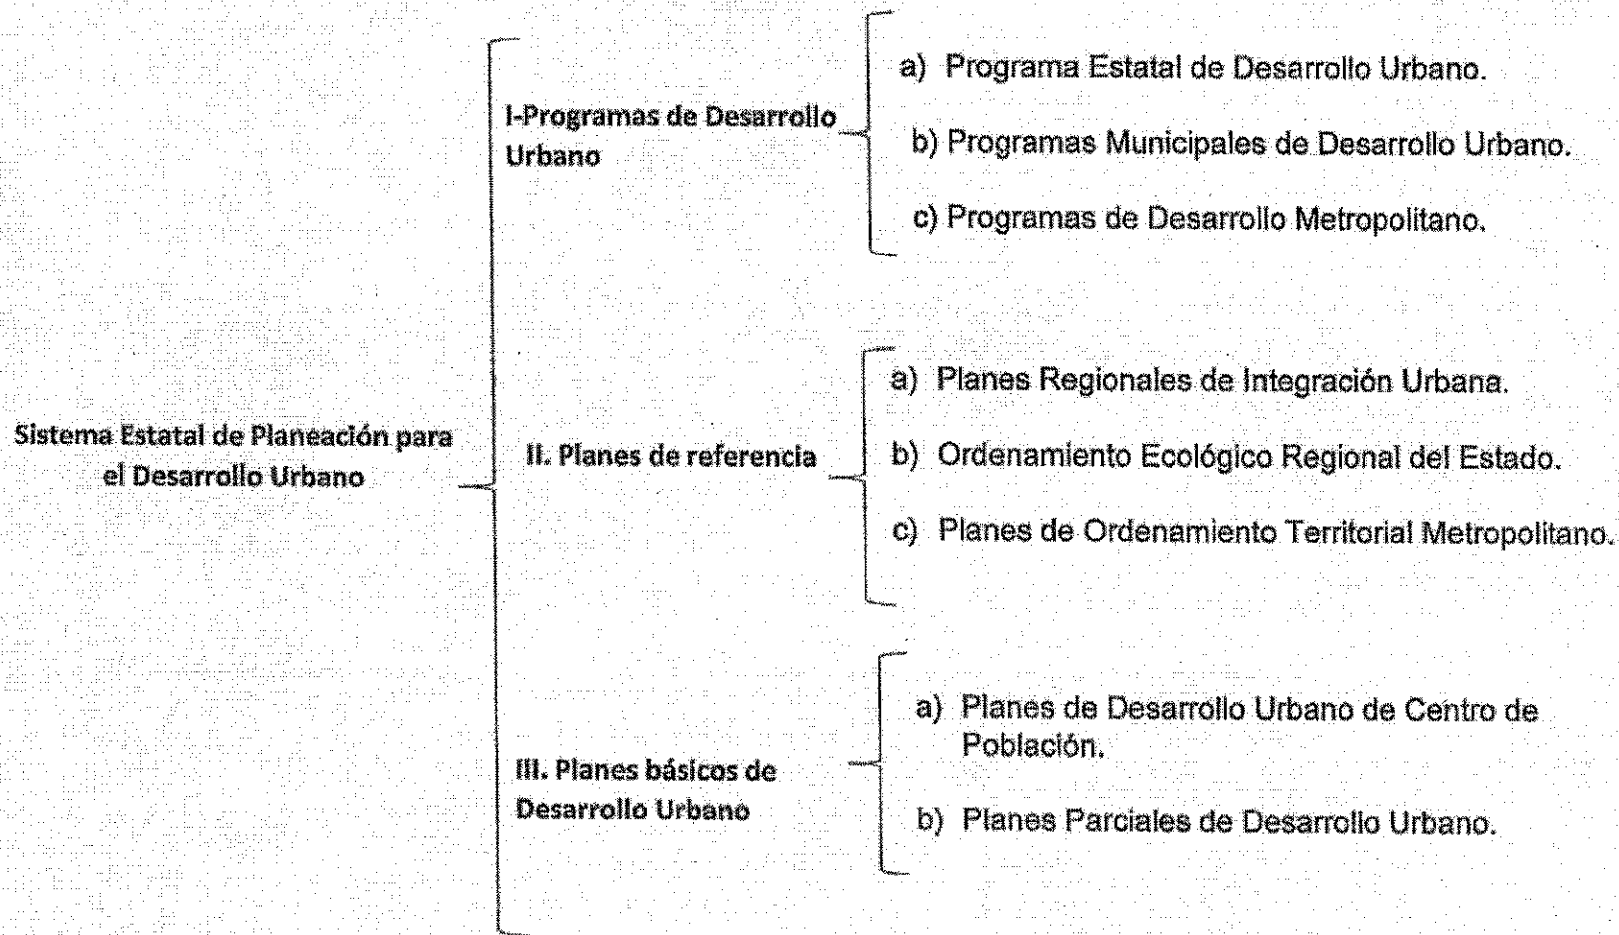 Sistema Estatal de Planeación para
el Desarrollo Urbano
I-Programas de Desarrollo
Urbano
a) Programa Estatal de Desarrollo Urbano.
b) Programas Municipales de Desarrollo Urbano.
c) Programas de Desarrollo Metropolitano.
II. Planes de referencia
a) Planes Regionales de Integración Urbana.
b) Ordenamiento Ecológico Regional del Estado.
c) Planes de Ordenamiento Territorial Metropolitano.
III. Planes básicos de
Desarrollo Urbano
a) Planes de Desarrollo Urbano de Centro de
Población.
b) Planes Parciales de Desarrollo Urbano.